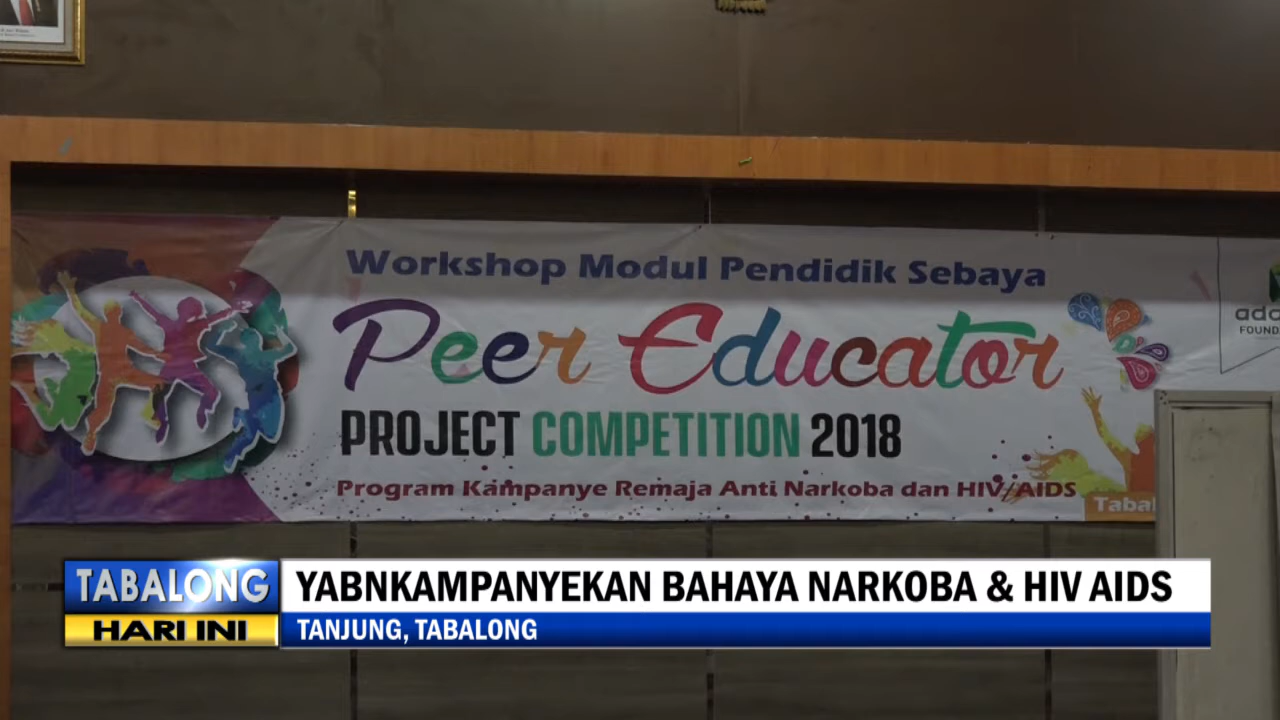 Workshop Modul Pendidik Sebaya
Peer Educator
PROJECT COMPETITION 2018
Program Kampanye Remaja Anti Narkoba dan HIV/AIDS
TABALONG
HARI INI
YABNKAMPANYEKAN BAHAYA NARKOBA & HIV AIDS
TANJUNG, TABALONG